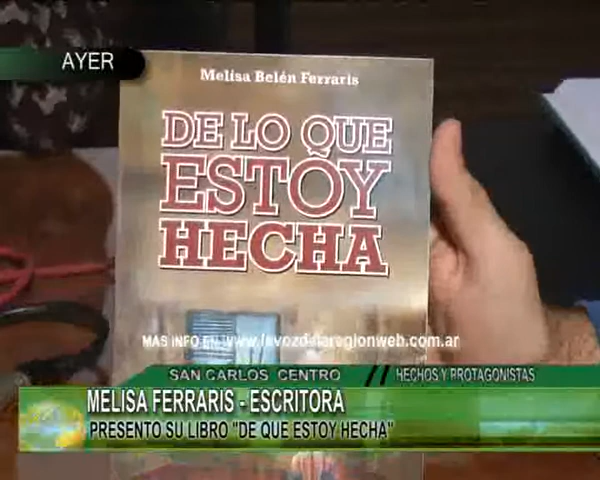 AYER
Melisa Belén Ferraris
DE LO QUE
ESTOY
HECHA
MAS INFO EN www.lavozdelaregionweb.com.ar
SAN CARLOS CENTRO // HECHOS Y PROTAGONISTAS
MELISA FERRARIS - ESCRITORA
PRESENTO SU LIBRO "DE QUE ESTOY HECHA"